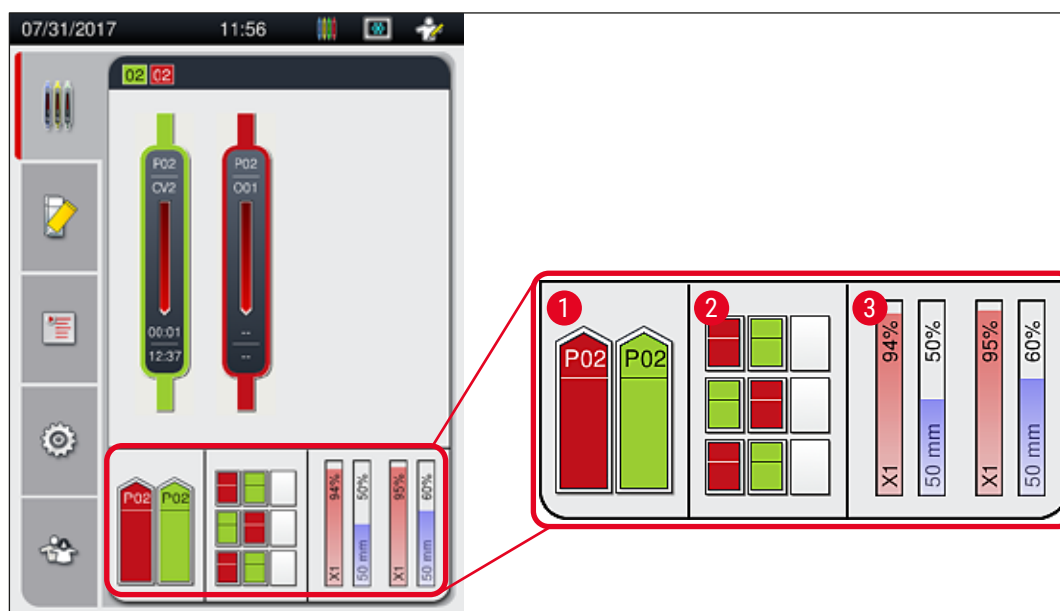 07/31/2017 11:56
02 02
P02 P02
CV2 O01
00:01 --
12:37 --
P02 P02
X1 94% 50 mm 50% X1 95% 50 mm 60%
1 2 3
P02 P02
X1 94% 50 mm 50% X1 95% 50 mm 60%